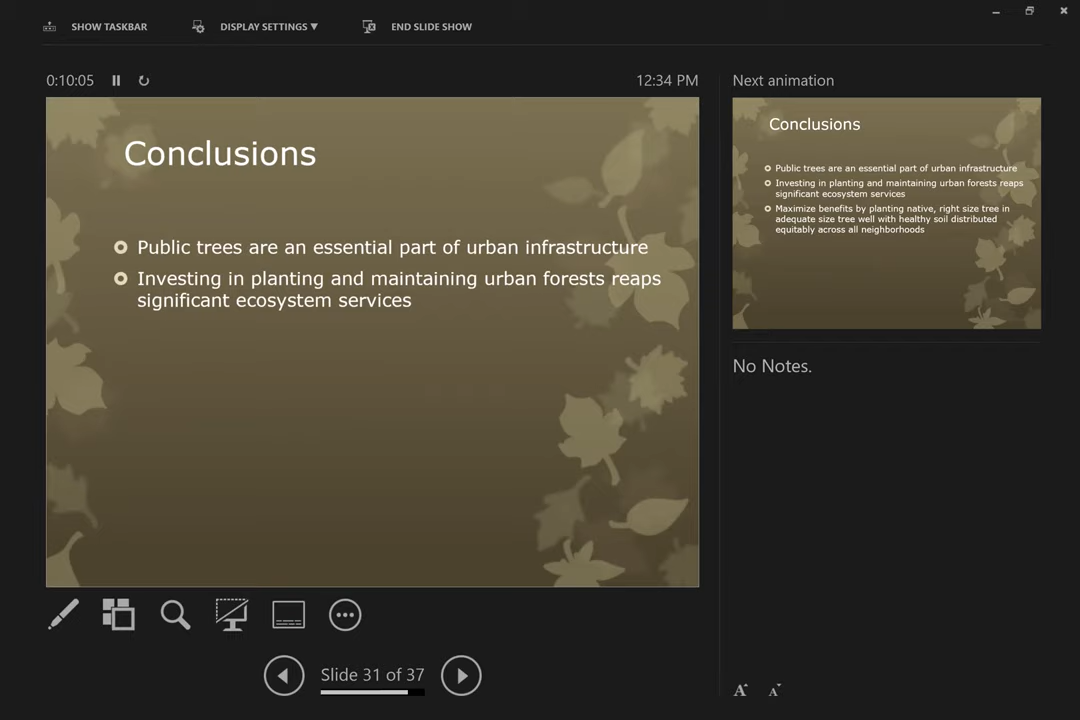 SHOW TASKBAR
DISPLAY SETTINGS ▼
END SLIDE SHOW
0:10:05
12:34 PM
Conclusions
Public trees are an essential part of urban infrastructure
Investing in planting and maintaining urban forests reaps
significant ecosystem services
Next animation
Conclusions
Public trees are an essential part of urban infrastructure
Investing in planting and maintaining urban forests reaps
significant ecosystem services
Maximize benefits by planting native, right size tree in
adequate size tree well with healthy soil distributed
equitably across all neighborhoods
No Notes.
Slide 31 of 37
A A